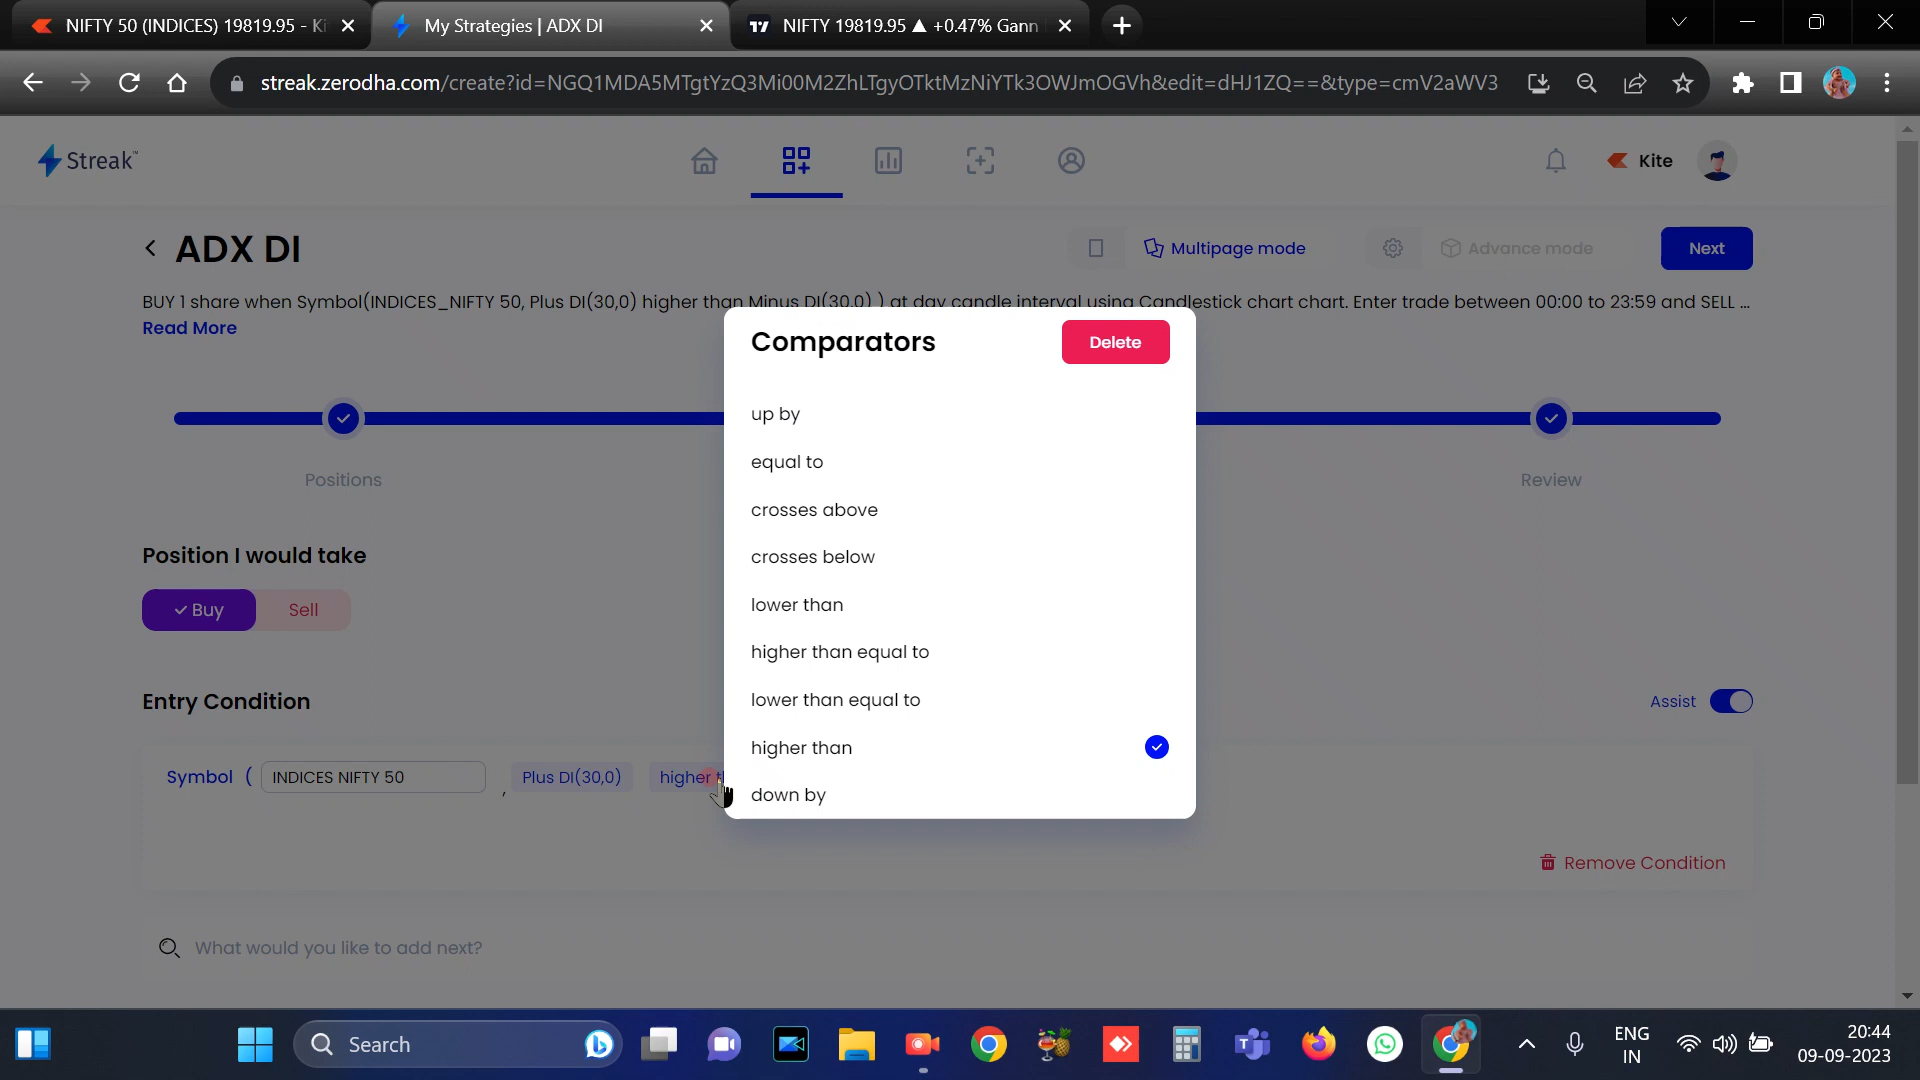 NIFTY 50 (INDICES) 19819.95 - Ki
My Strategies | ADX DI
NIFTY 19819.95 ▲ +0.47% Gann
streak.zerodha.com/create?id=NGQ1MDA5MTgtYzQ3Mi00M2ZhLTgyOTktMzNiYTk3OWJmOGVh&edit=dHJ1ZQ==&type=cmV2aWV3
Streak™
Kite
ADX DI
Multipage mode
Advance mode
Next
BUY 1 share when Symbol(INDICES_NIFTY 50, Plus DI(30,0) higher than Minus DI(30,0) ) at day candle interval using Candlestick chart chart. Enter trade between 00:00 to 23:59 and SELL ...
Read More
Comparators
Delete
up by
equal to
crosses above
crosses below
lower than
higher than equal to
lower than equal to
higher than
down by
Positions
Review
Position I would take
Buy
Sell
Entry Condition
Assist
Symbol ( INDICES NIFTY 50 , Plus DI(30,0) higher t
Remove Condition
What would you like to add next?
Search
ENG
IN
20:44
09-09-2023